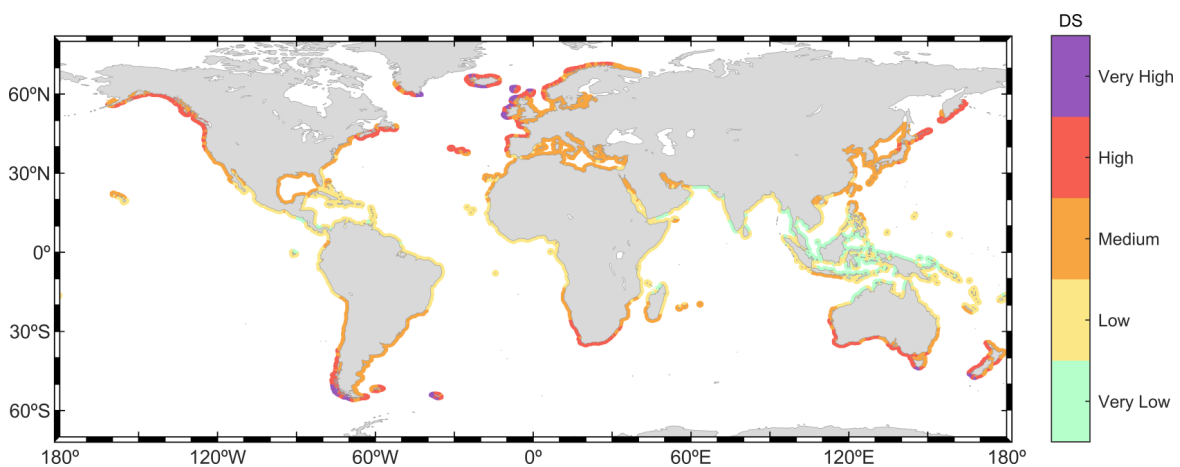 DS
Very High
High
Medium
Low
Very Low
60ºN
30ºN
0º
30ºS
60ºS
180º 120ºW 60ºW 0º 60ºE 120ºE 180º